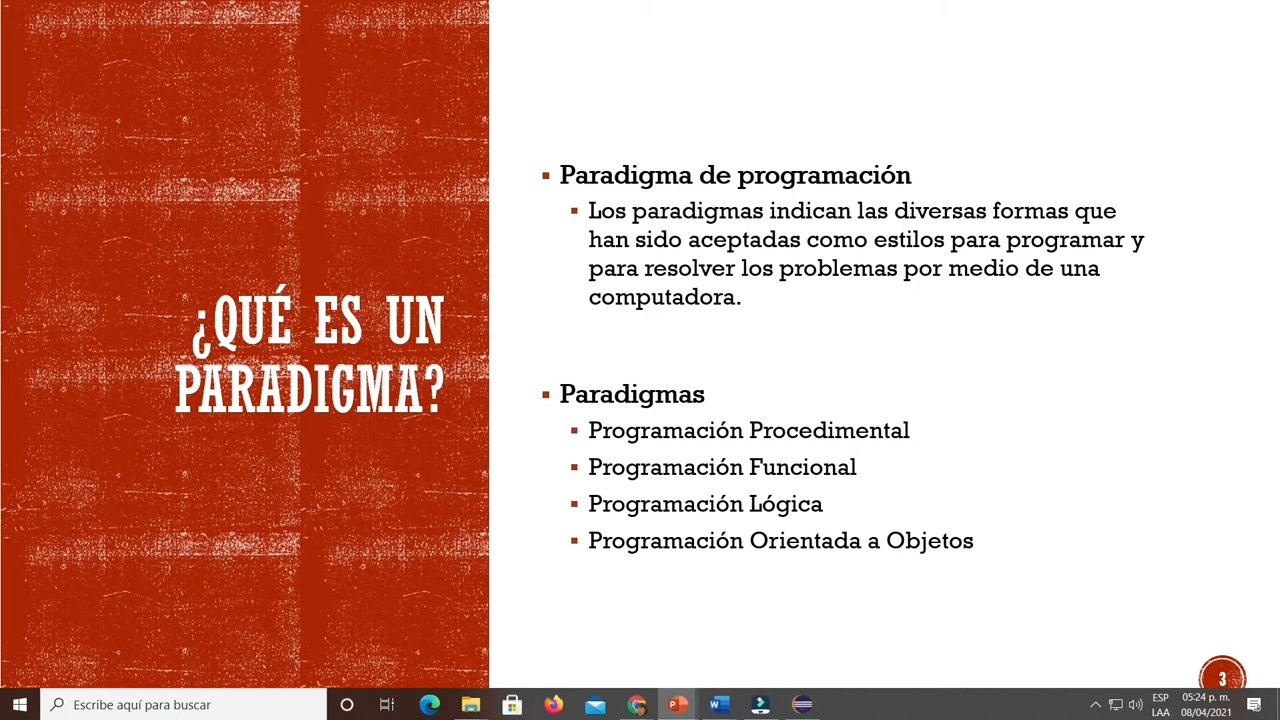 ¿QUÉ ES UN
PARADIGMA?
Paradigma de programación
Los paradigmas indican las diversas formas que
han sido aceptadas como estilos para programar y
para resolver los problemas por medio de una
computadora.
Paradigmas
Programación Procedimental
Programación Funcional
Programación Lógica
Programación Orientada a Objetos
3
Escribe aquí para buscar
ESP
LAA
05:24 p. m.
08/04/2021